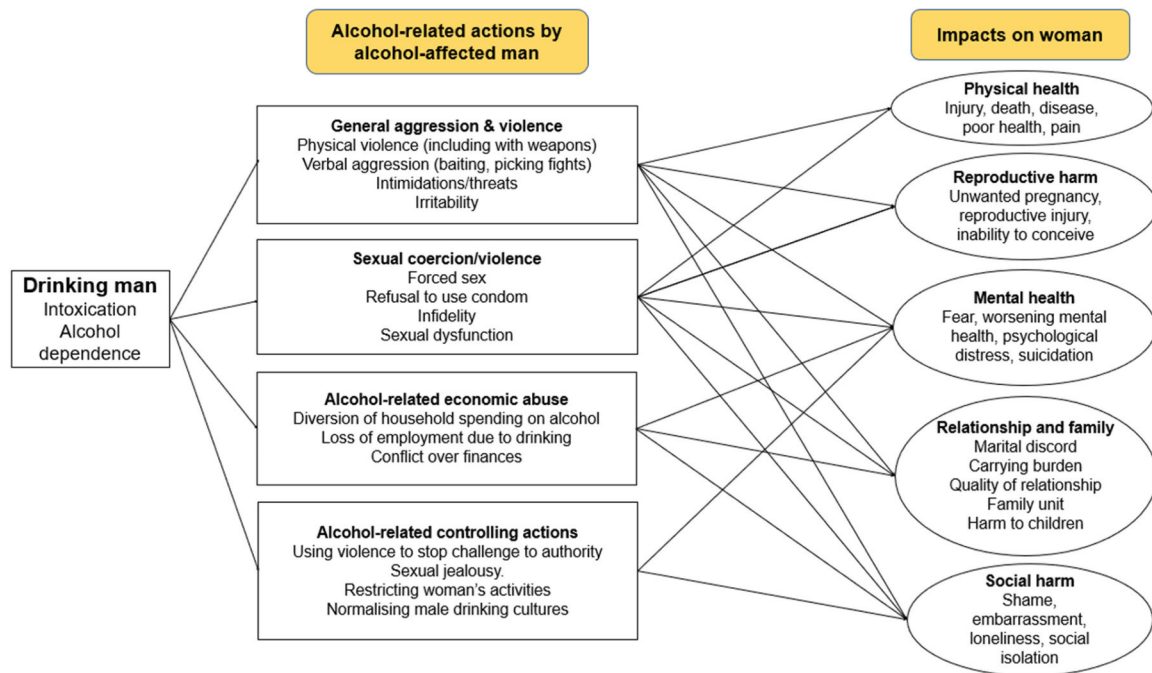 Alcohol-related actions by
alcohol-affected man
Impacts on woman
Drinking man
Intoxication
Alcohol
dependence
General aggression & violence
Physical violence (including with weapons)
Verbal aggression (baiting, picking fights)
Intimidations/threats
Irritability
Sexual coercion/violence
Forced sex
Refusal to use condom
Infidelity
Sexual dysfunction
Alcohol-related economic abuse
Diversion of household spending on alcohol
Loss of employment due to drinking
Conflict over finances
Alcohol-related controlling actions
Using violence to stop challenge to authority
Sexual jealousy.
Restricting woman's activities
Normalising male drinking cultures
Physical health
Injury, death, disease,
poor health, pain
Reproductive harm
Unwanted pregnancy,
reproductive injury,
inability to conceive
Mental health
Fear, worsening mental
health, psychological
distress, suicidation
Relationship and family
Marital discord
Carrying burden
Quality of relationship
Family unit
Harm to children
Social harm
Shame,
embarrassment,
loneliness, social
isolation